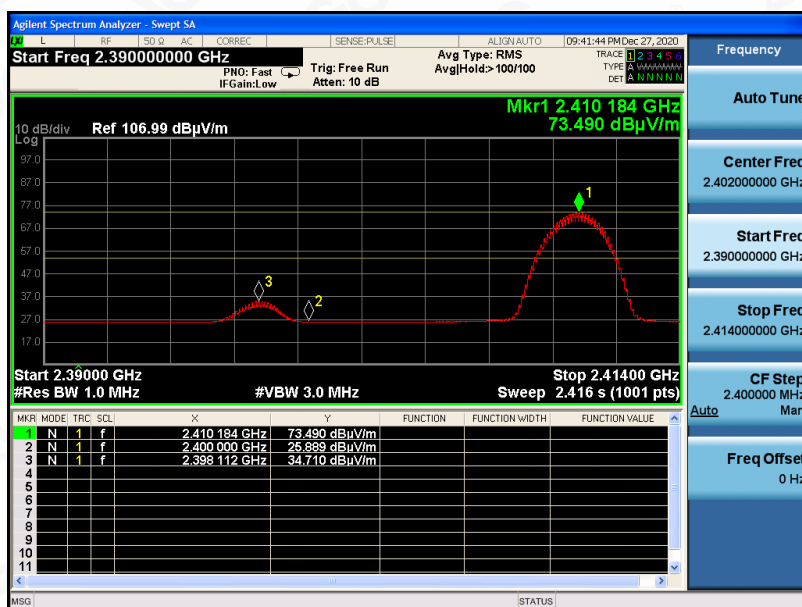 Agilent Spectrum Analyzer - Swept SA
LXI L RF 50 Ω AC CORREC SENSE:PULSE ALIGN AUTO 09:41:44 PM Dec 27, 2020
Start Freq 2.390000000 GHz
PNO: Fast
IFGain:Low
Trig: Free Run
Atten: 10 dB
Avg Type: RMS
Avg|Hold:>100/100
TRACE 1 2 3 4 5 6
TYPE A WWWWW
DET A N N N N N
Mkr1 2.410 184 GHz
73.490 dBµV/m
10 dB/div Ref 106.99 dBµV/m
Log
97.0
87.0
77.0
67.0
57.0
47.0
37.0
27.0
17.0
1
3
2
Start 2.39000 GHz Stop 2.41400 GHz
#Res BW 1.0 MHz #VBW 3.0 MHz Sweep 2.416 s (1001 pts)
MKR MODE TRC SCL X Y FUNCTION FUNCTION WIDTH FUNCTION VALUE
1 N 1 f 2.410 184 GHz 73.490 dBµV/m
2 N 1 f 2.400 000 GHz 25.889 dBµV/m
3 N 1 f 2.398 112 GHz 34.710 dBµV/m
4
5
6
7
8
9
10
11
MSG STATUS
Frequency
Auto Tune
Center Freq
2.402000000 GHz
Start Freq
2.390000000 GHz
Stop Freq
2.414000000 GHz
CF Step
2.400000 MHz
Auto Man
Freq Offset
0 Hz